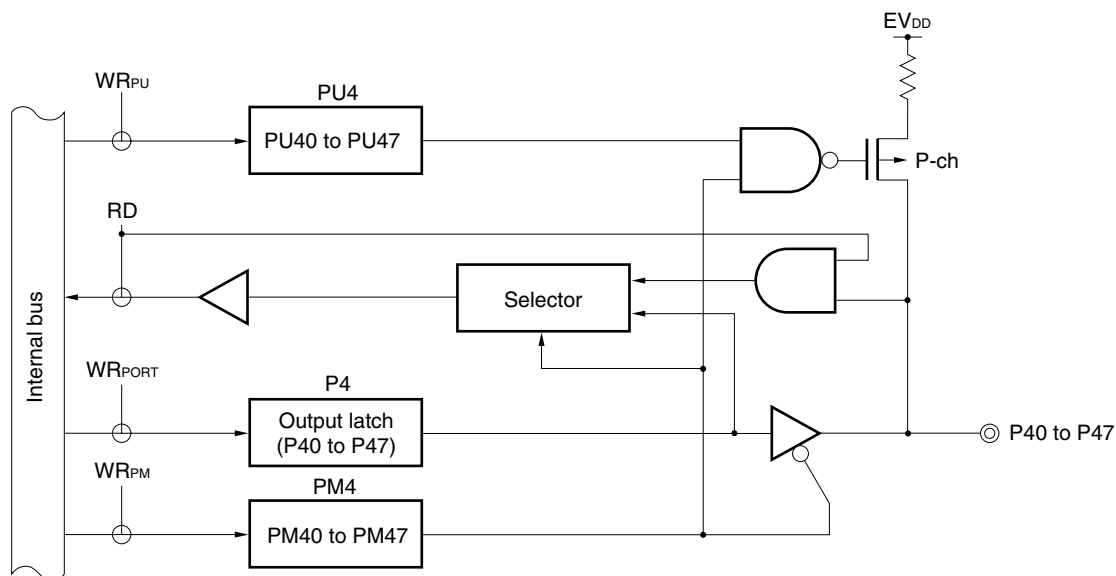 EVDD
WRPU
PU4
PU40 to PU47
P-ch
RD
Selector
Internal bus
WRPORT
P4
Output latch
(P40 to P47)
P40 to P47
WRPM
PM4
PM40 to PM47